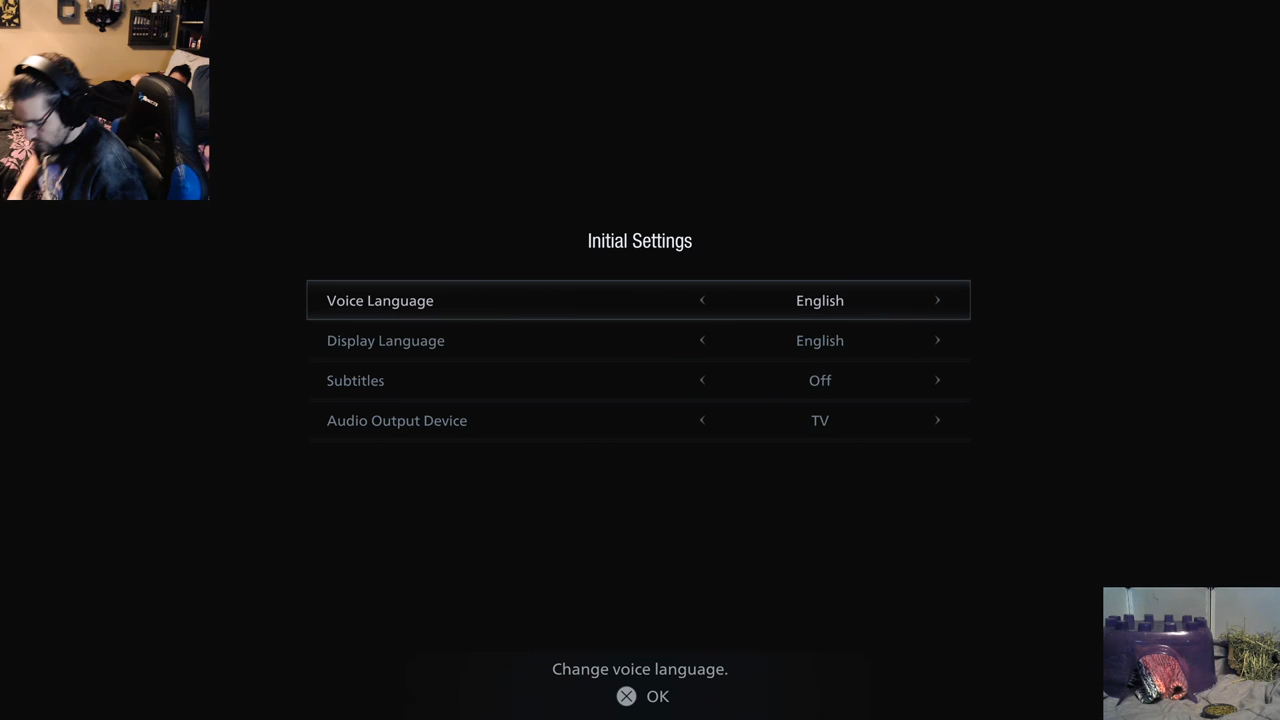 Initial Settings
Voice Language English
Display Language English
Subtitles Off
Audio Output Device TV
Change voice language.
OK